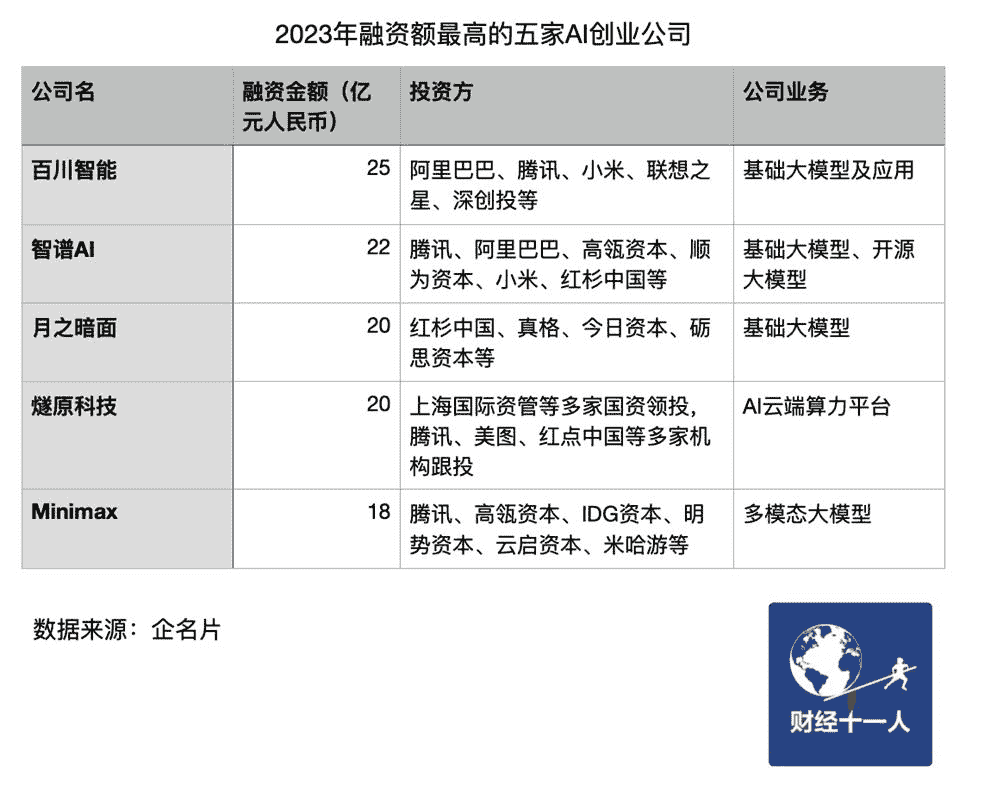 2023年融资额最高的五家AI创业公司
公司名
融资金额（亿
元人民币）
投资方
公司业务
百川智能
25
阿里巴巴、腾讯、小米、联想之
星、深创投等
基础大模型及应用
智谱AI
22
腾讯、阿里巴巴、高瓴资本、顺
为资本、小米、红杉中国等
基础大模型、开源
大模型
月之暗面
20
红杉中国、真格、今日资本、砺
思资本等
基础大模型
燧原科技
20
上海国际资管等多家国资领投，
腾讯、美图、红点中国等多家机
构跟投
AI云端算力平台
Minimax
18
腾讯、高瓴资本、IDG资本、明
势资本、云启资本、米哈游等
多模态大模型
数据来源：企名片
财经十一人